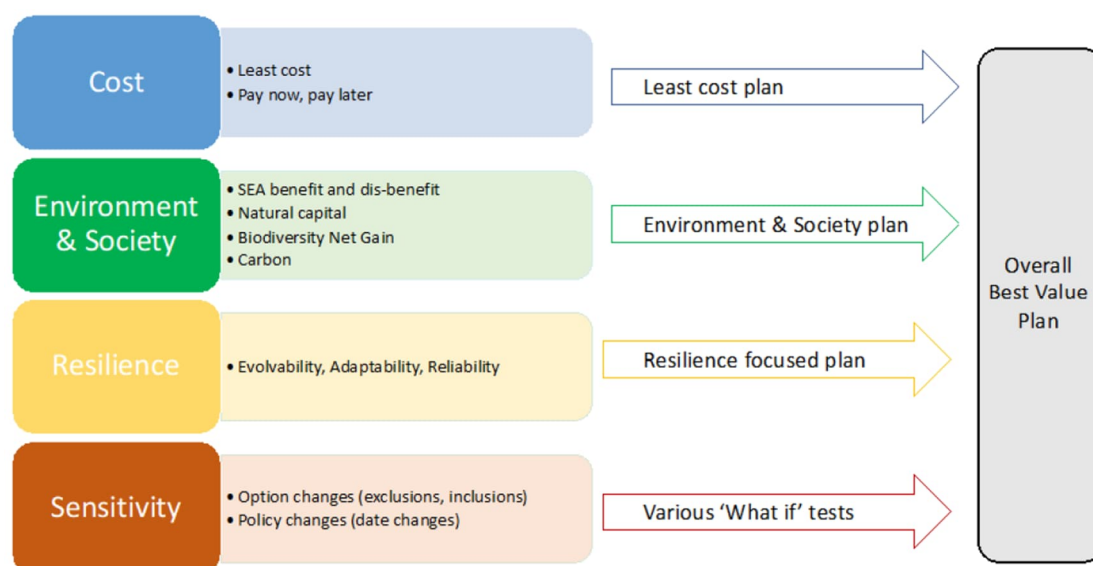 Cost
• Least cost
• Pay now, pay later
Least cost plan
Environment
& Society
• SEA benefit and dis-benefit
• Natural capital
• Biodiversity Net Gain
• Carbon
Environment & Society plan
Resilience
• Evolvability, Adaptability, Reliability
Resilience focused plan
Sensitivity
• Option changes (exclusions, inclusions)
• Policy changes (date changes)
Various ‘What if’ tests
Overall
Best Value
Plan